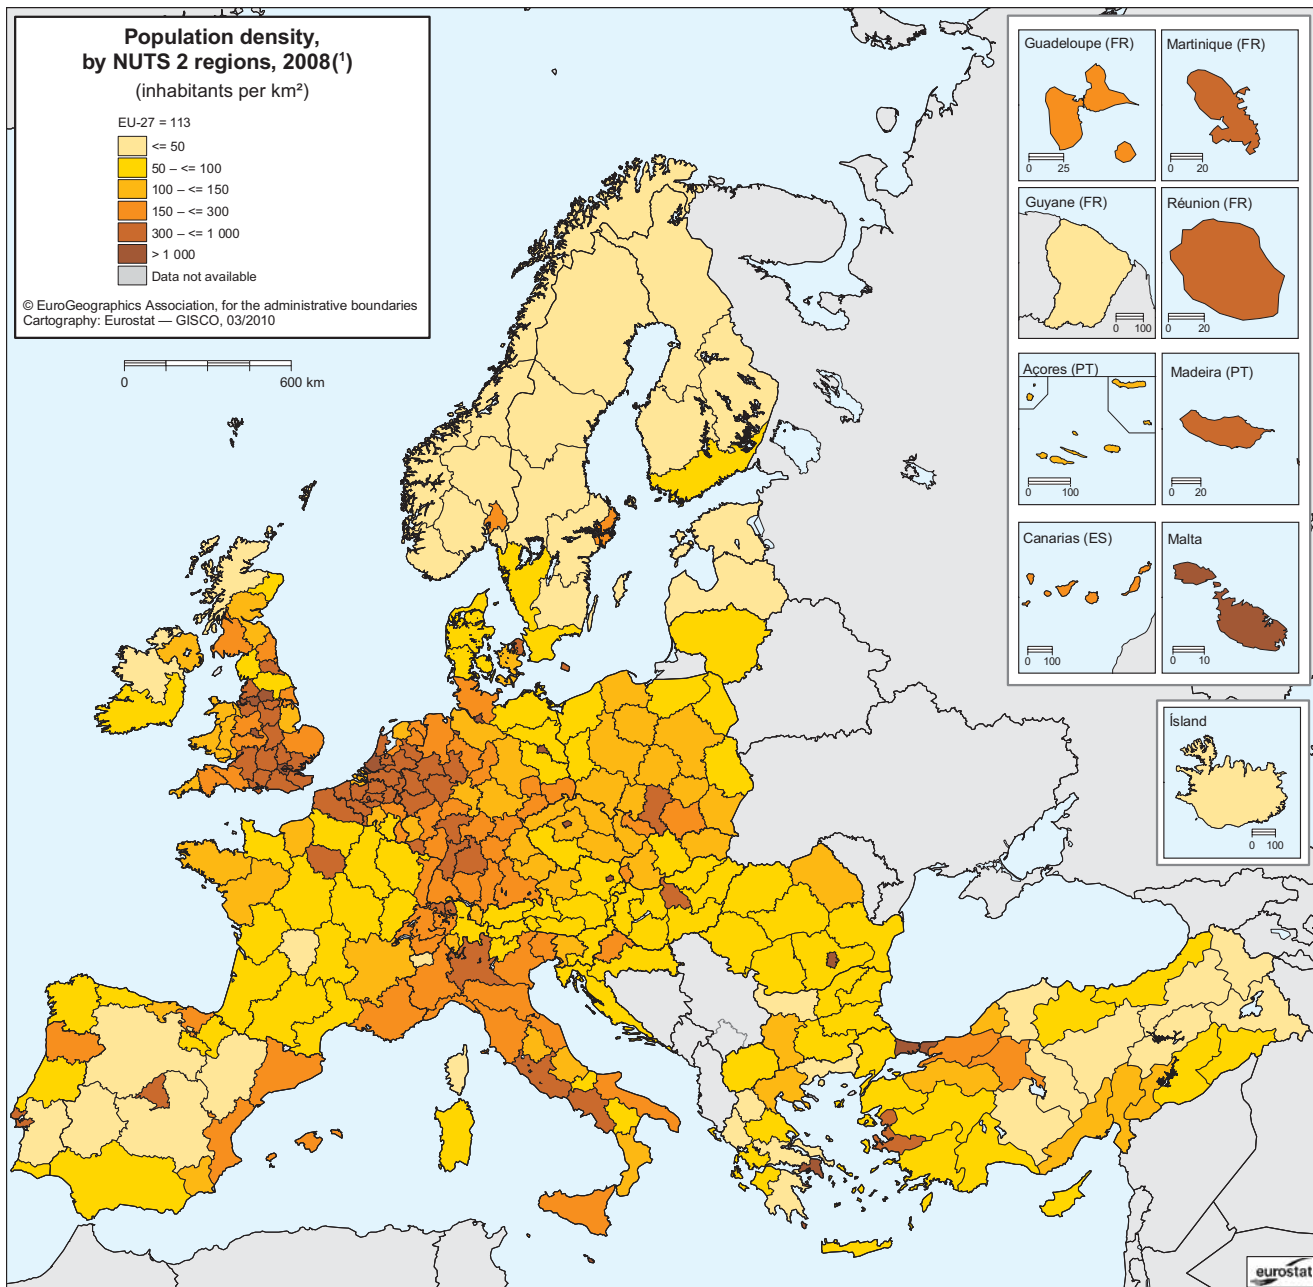 Population density,
by NUTS 2 regions, 2008(¹)
(inhabitants per km²)
EU-27 = 113
<= 50
50 – <= 100
100 – <= 150
150 – <= 300
300 – <= 1 000
> 1 000
Data not available
© EuroGeographics Association, for the administrative boundaries
Cartography: Eurostat — GISCO, 03/2010
0 600 km
Guadeloupe (FR)
0 25
Martinique (FR)
0 20
Guyane (FR)
0 100
Réunion (FR)
0 20
Açores (PT)
0 100
Madeira (PT)
0 20
Canarias (ES)
0 100
Malta
0 10
Ísland
0 100
eurostat